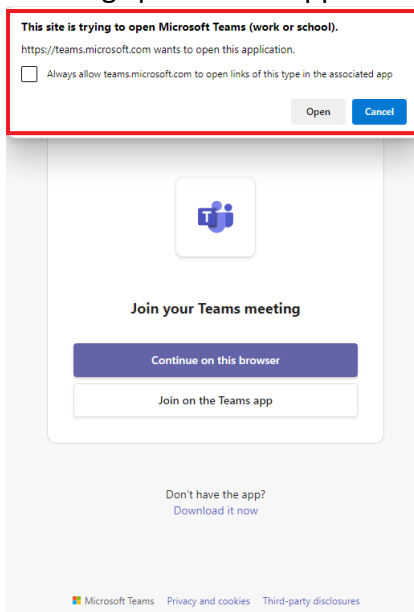 This site is trying to open Microsoft Teams (work or school).
https://teams.microsoft.com wants to open this application.
Always allow teams.microsoft.com to open links of this type in the associated app
Open Cancel
T
Join your Teams meeting
Continue on this browser
Join on the Teams app
Don't have the app?
Download it now
Microsoft Teams Privacy and cookies Third-party disclosures